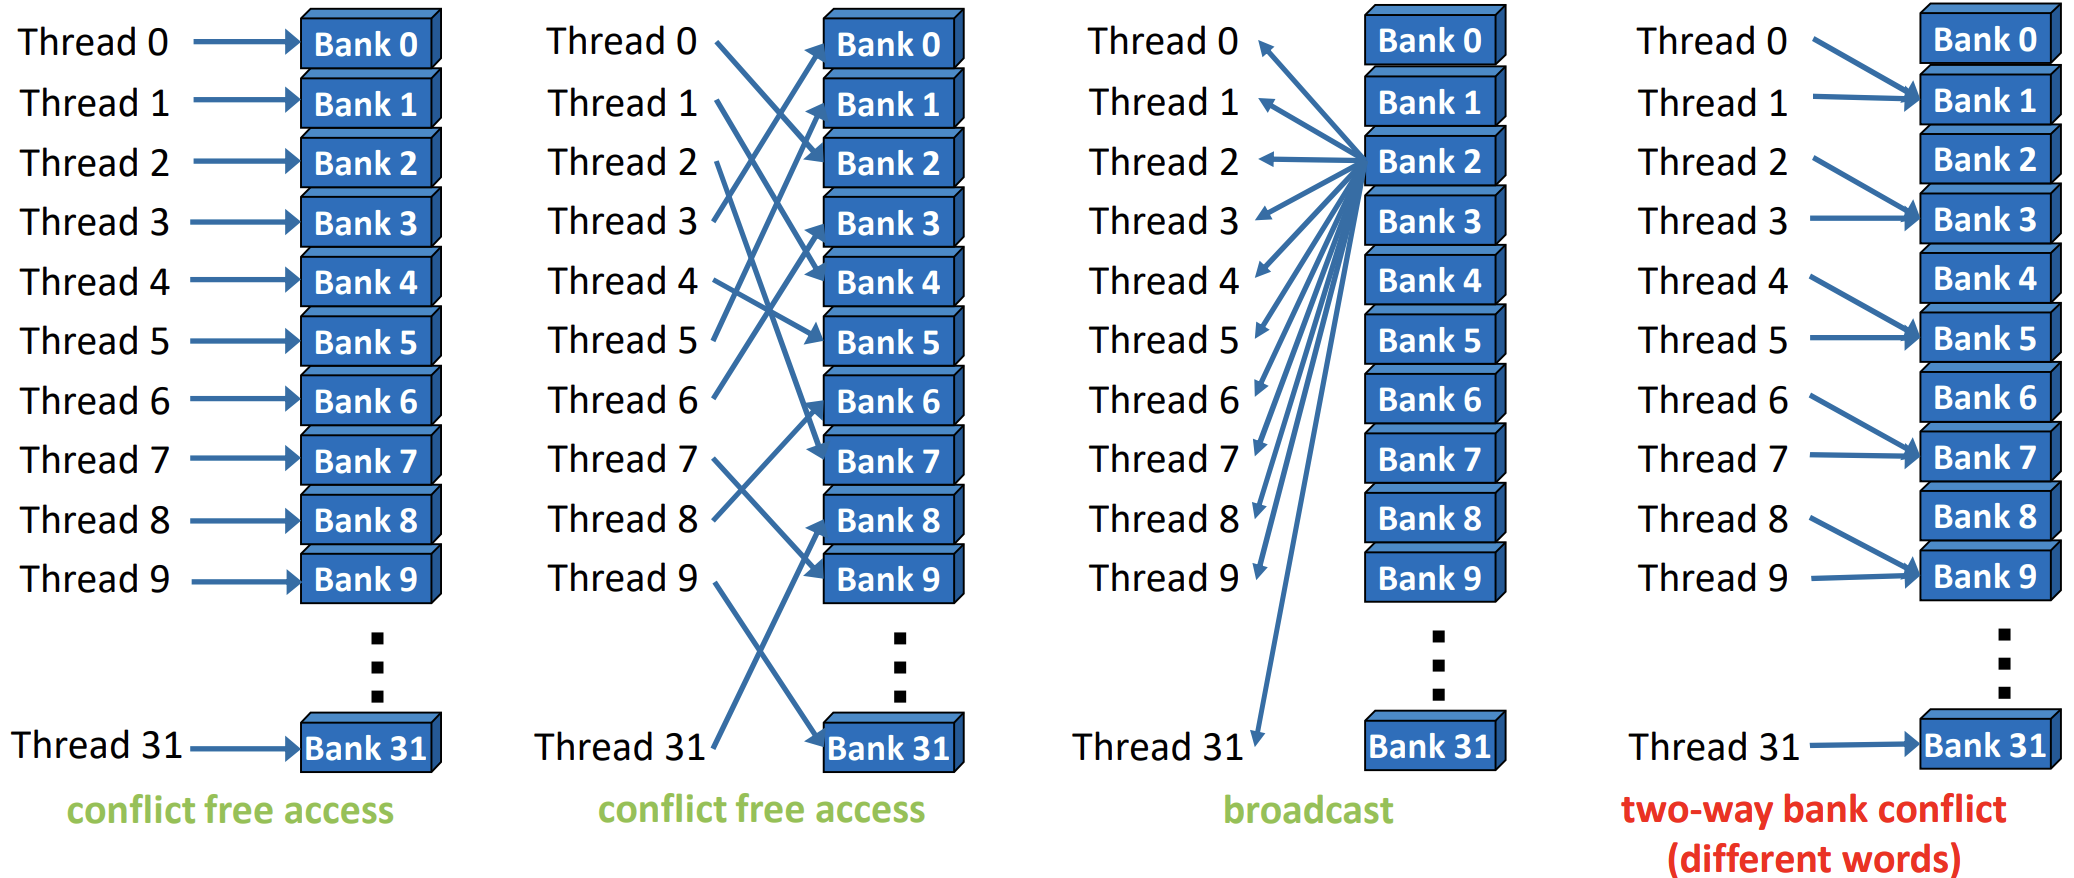 Thread 0
Thread 1
Thread 2
Thread 3
Thread 4
Thread 5
Thread 6
Thread 7
Thread 8
Thread 9
Thread 31
Bank 0
Bank 1
Bank 2
Bank 3
Bank 4
Bank 5
Bank 6
Bank 7
Bank 8
Bank 9
Bank 31
conflict free access
Thread 0
Thread 1
Thread 2
Thread 3
Thread 4
Thread 5
Thread 6
Thread 7
Thread 8
Thread 9
Thread 31
Bank 0
Bank 1
Bank 2
Bank 3
Bank 4
Bank 5
Bank 6
Bank 7
Bank 8
Bank 9
Bank 31
conflict free access
Thread 0
Thread 1
Thread 2
Thread 3
Thread 4
Thread 5
Thread 6
Thread 7
Thread 8
Thread 9
Thread 31
Bank 0
Bank 1
Bank 2
Bank 3
Bank 4
Bank 5
Bank 6
Bank 7
Bank 8
Bank 9
Bank 31
broadcast
Thread 0
Thread 1
Thread 2
Thread 3
Thread 4
Thread 5
Thread 6
Thread 7
Thread 8
Thread 9
Thread 31
Bank 0
Bank 1
Bank 2
Bank 3
Bank 4
Bank 5
Bank 6
Bank 7
Bank 8
Bank 9
Bank 31
two-way bank conflict
(different words)